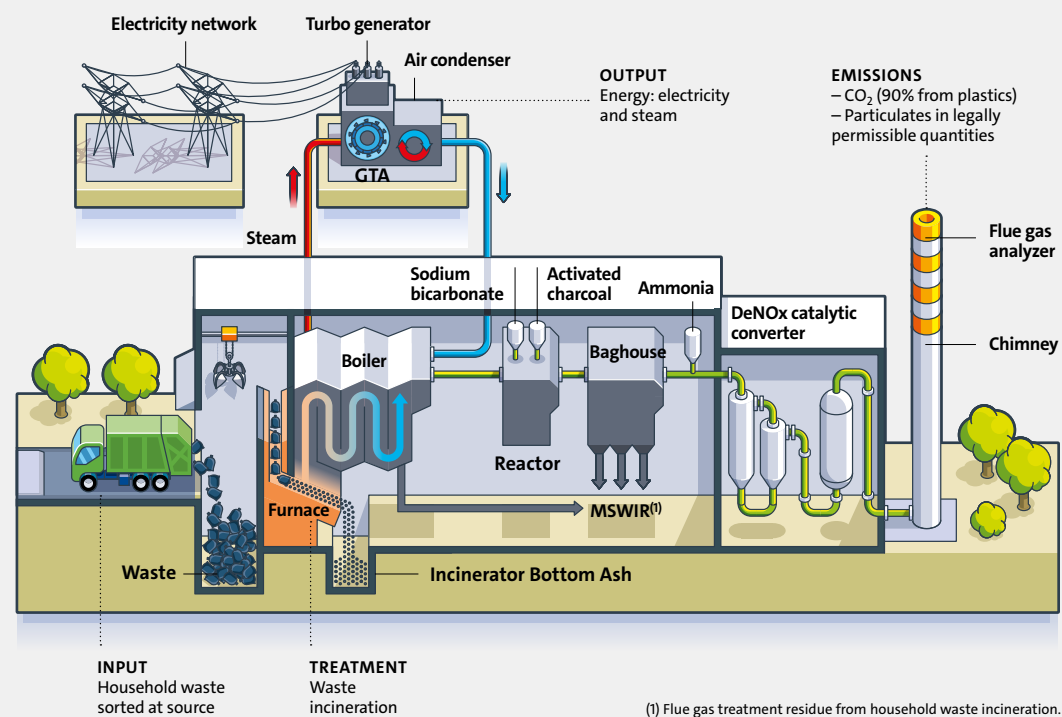 Electricity network
Turbo generator
Air condenser
OUTPUT
Energy: electricity
and steam
EMISSIONS
– CO₂ (90% from plastics)
– Particulates in legally
permissible quantities
GTA
Steam
Flue gas
analyzer
Sodium
bicarbonate
Activated
charcoal
Ammonia
DeNOx catalytic
converter
Chimney
Boiler
Baghouse
Reactor
Furnace
MSWIR(1)
Waste
Incinerator Bottom Ash
INPUT
Household waste
sorted at source
TREATMENT
Waste
incineration
(1) Flue gas treatment residue from household waste incineration.